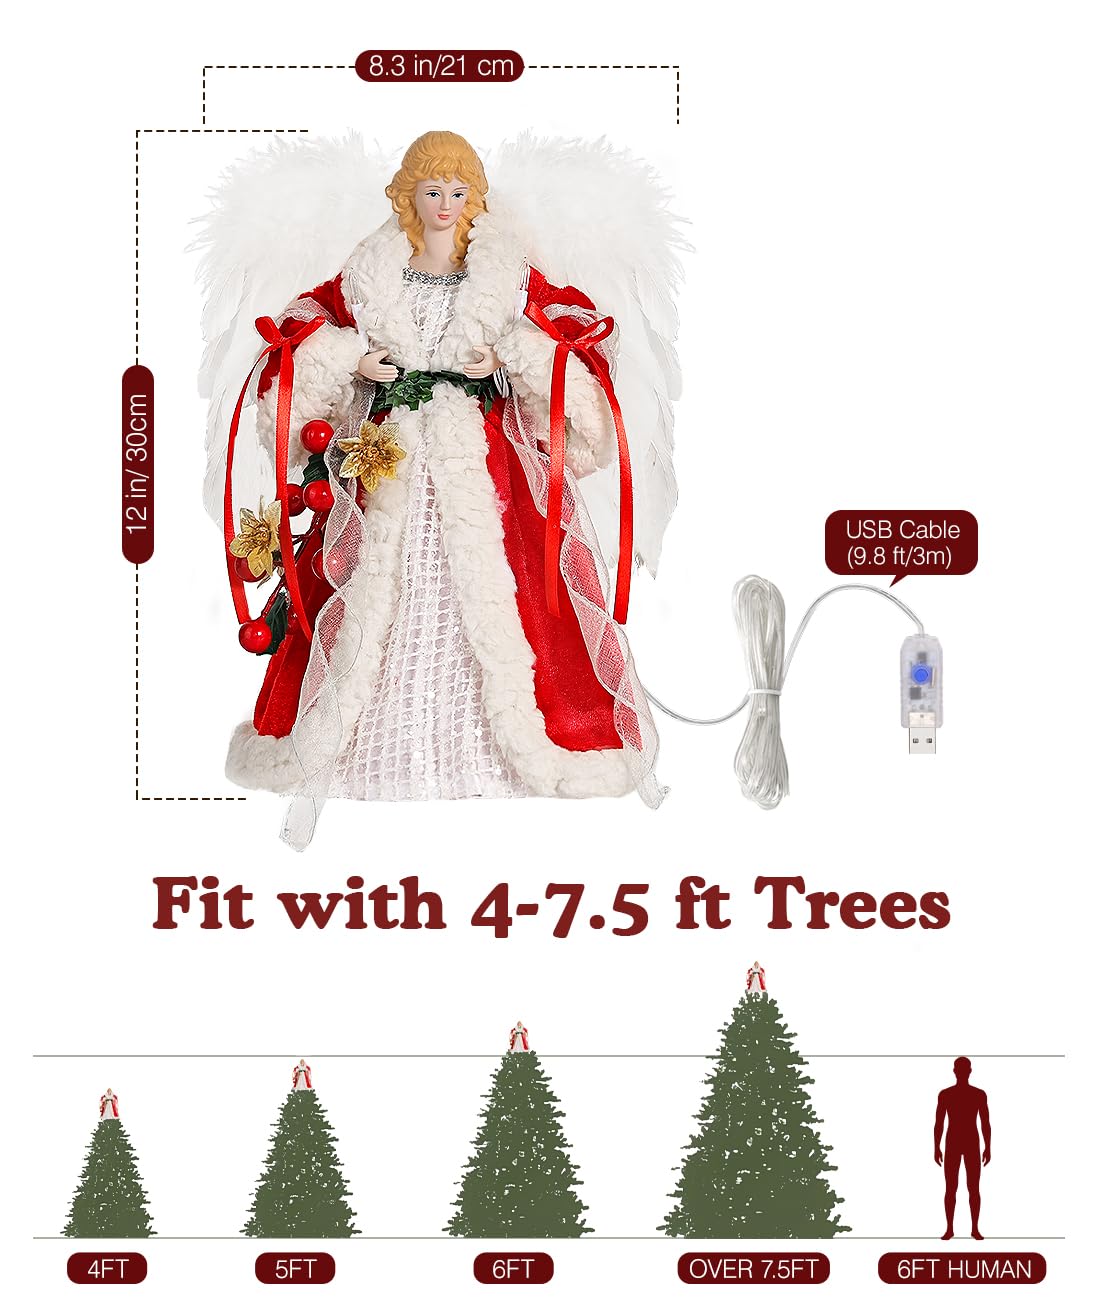 8.3 in/21 cm
12 in/ 30cm
USB Cable
(9.8 ft/3m)
Fit with 4-7.5 ft Trees
4FT
5FT
6FT
OVER 7.5FT
6FT HUMAN